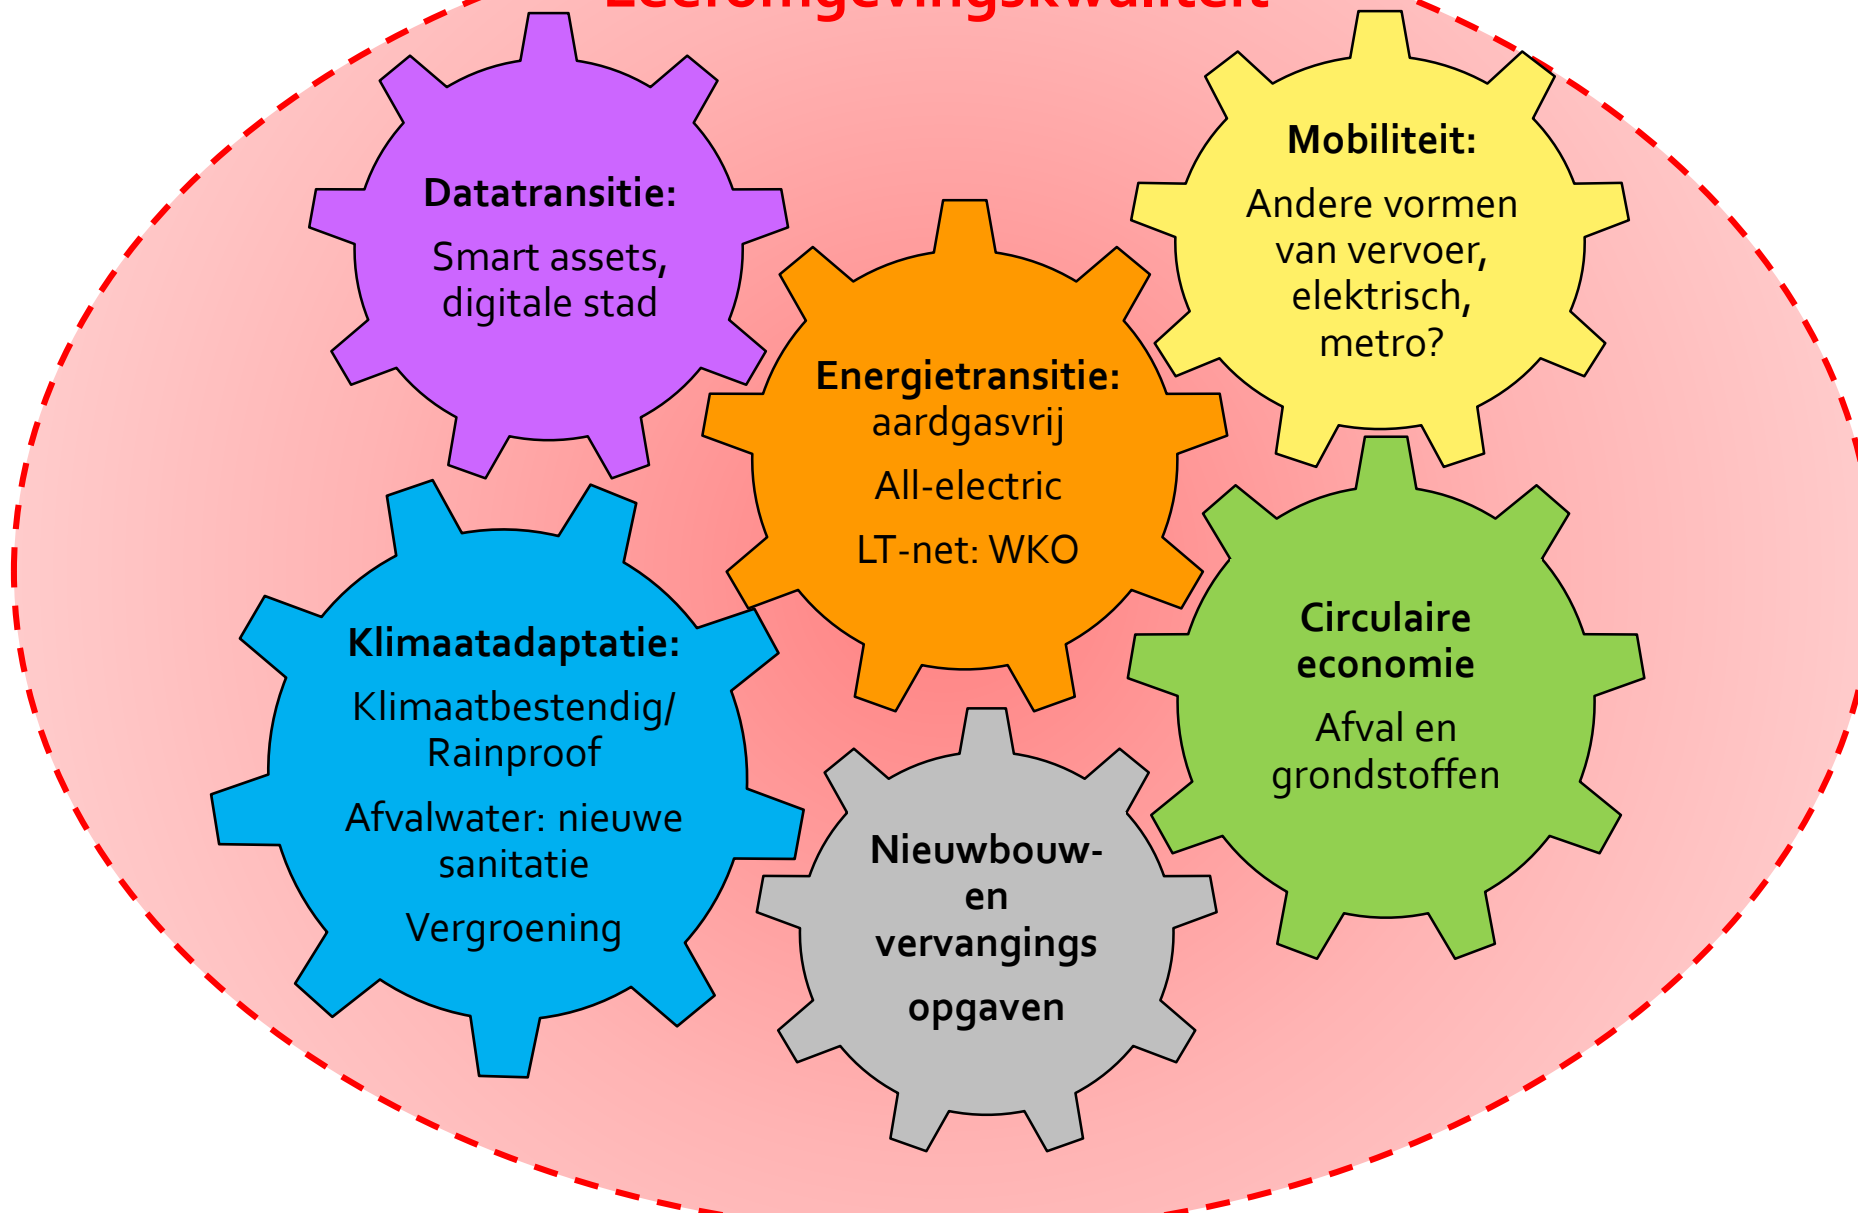 Leefomgevingskwaliteit
Datatransitie:
Smart assets,
digitale stad
Mobiliteit:
Andere vormen
van vervoer,
elektrisch,
metro?
Energietransitie:
aardgasvrij
All-electric
LT-net: WKO
Klimaatadaptatie:
Klimaatbestendig/
Rainproof
Afvalwater: nieuwe
sanitatie
Vergroening
Circulaire
economie
Afval en
grondstoffen
Nieuwbouw-
en
vervangings
opgaven